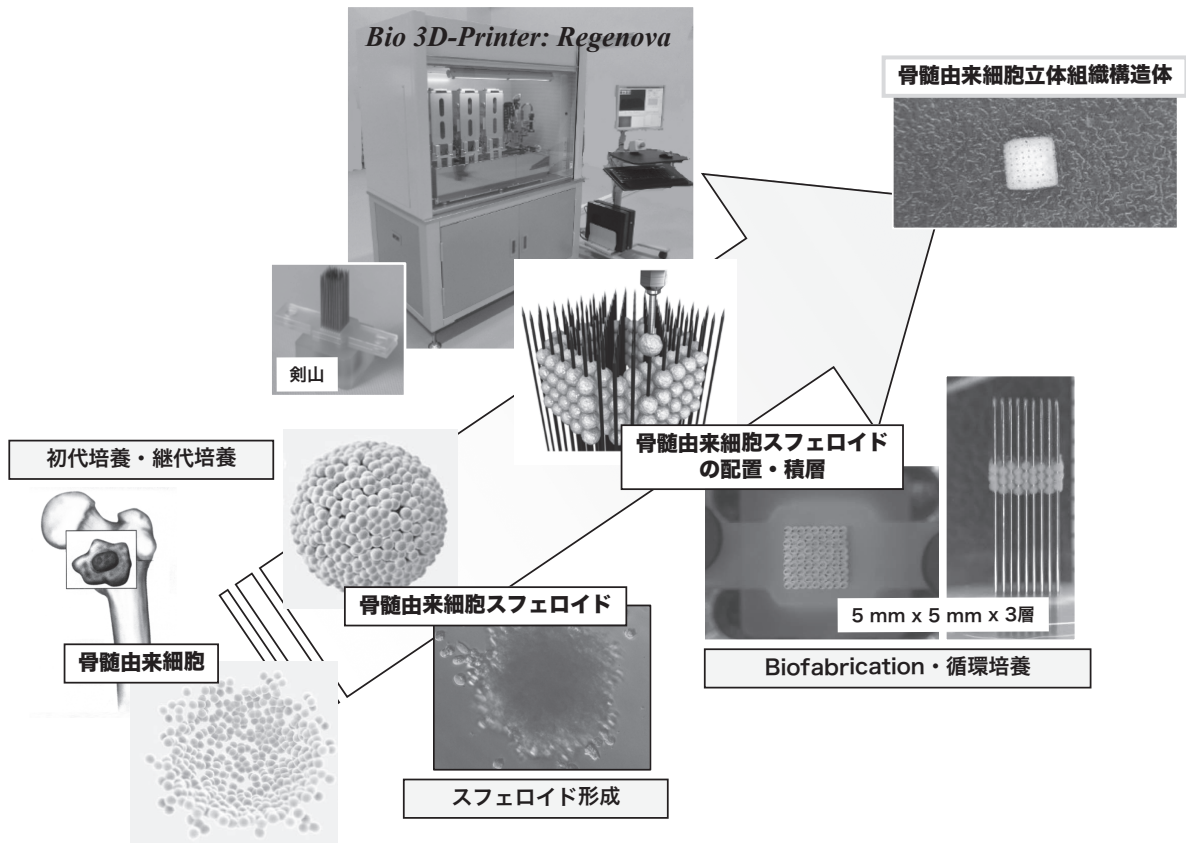 Bio 3D-Printer: Regenova
骨髄由来細胞立体組織構造体
剣山
骨髄由来細胞スフェロイド
の配置・積層
初代培養・継代培養
骨髄由来細胞スフェロイド
5 mm x 5 mm x 3層
骨髄由来細胞
Biofabrication・循環培養
スフェロイド形成